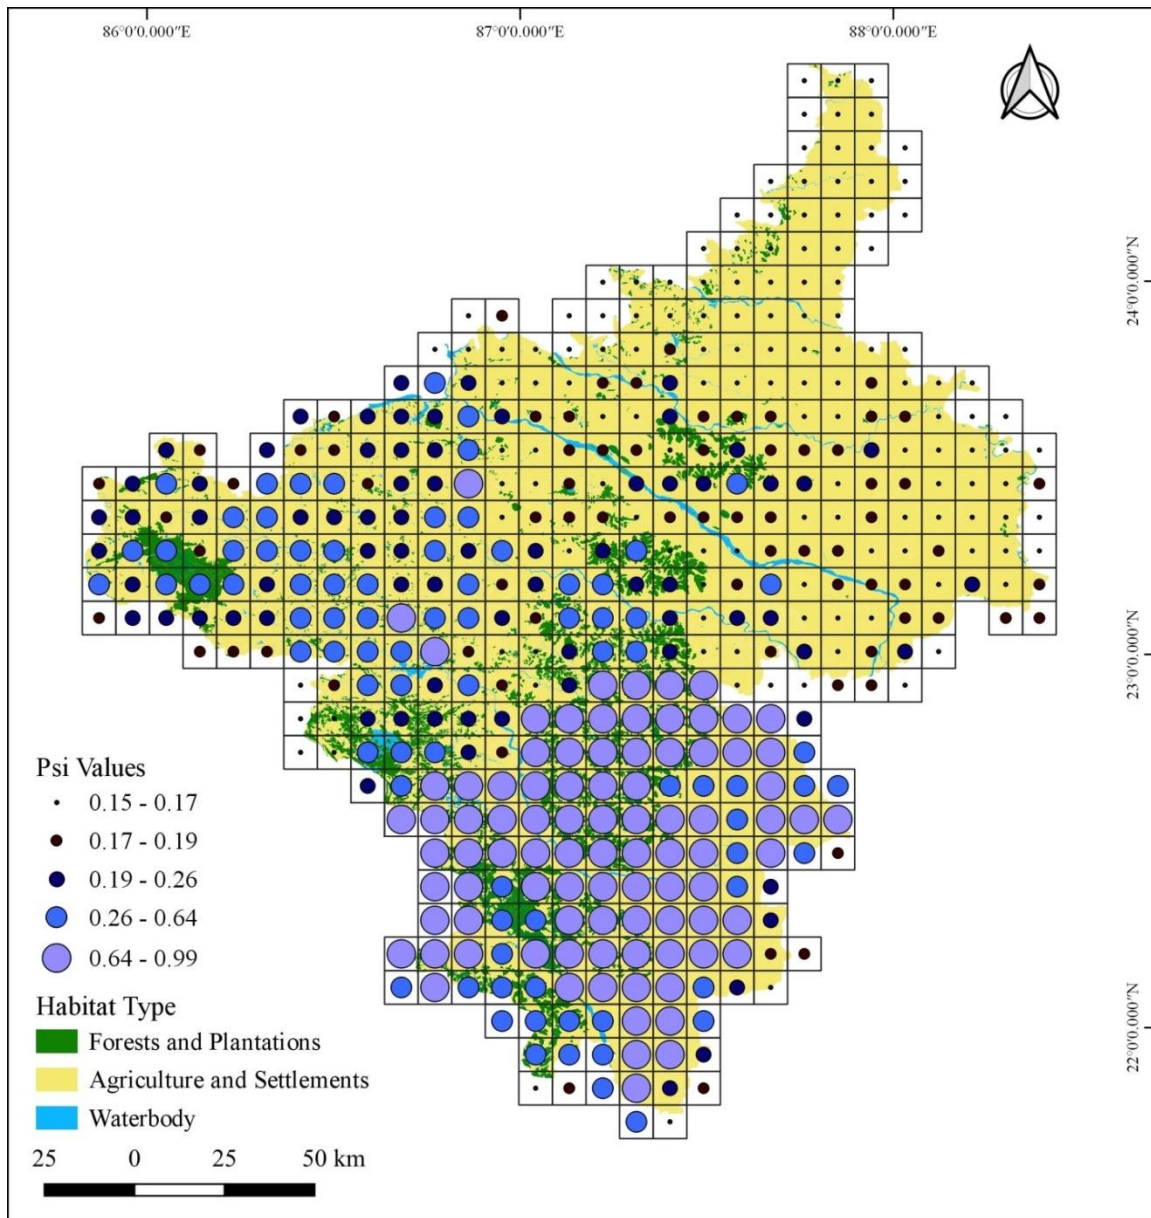 86°0'0.000"E 87°0'0.000"E 88°0'0.000"E
24°0'0.000"N
23°0'0.000"N
22°0'0.000"N
Psi Values
0.15 - 0.17
0.17 - 0.19
0.19 - 0.26
0.26 - 0.64
0.64 - 0.99
Habitat Type
Forests and Plantations
Agriculture and Settlements
Waterbody
25 0 25 50 km